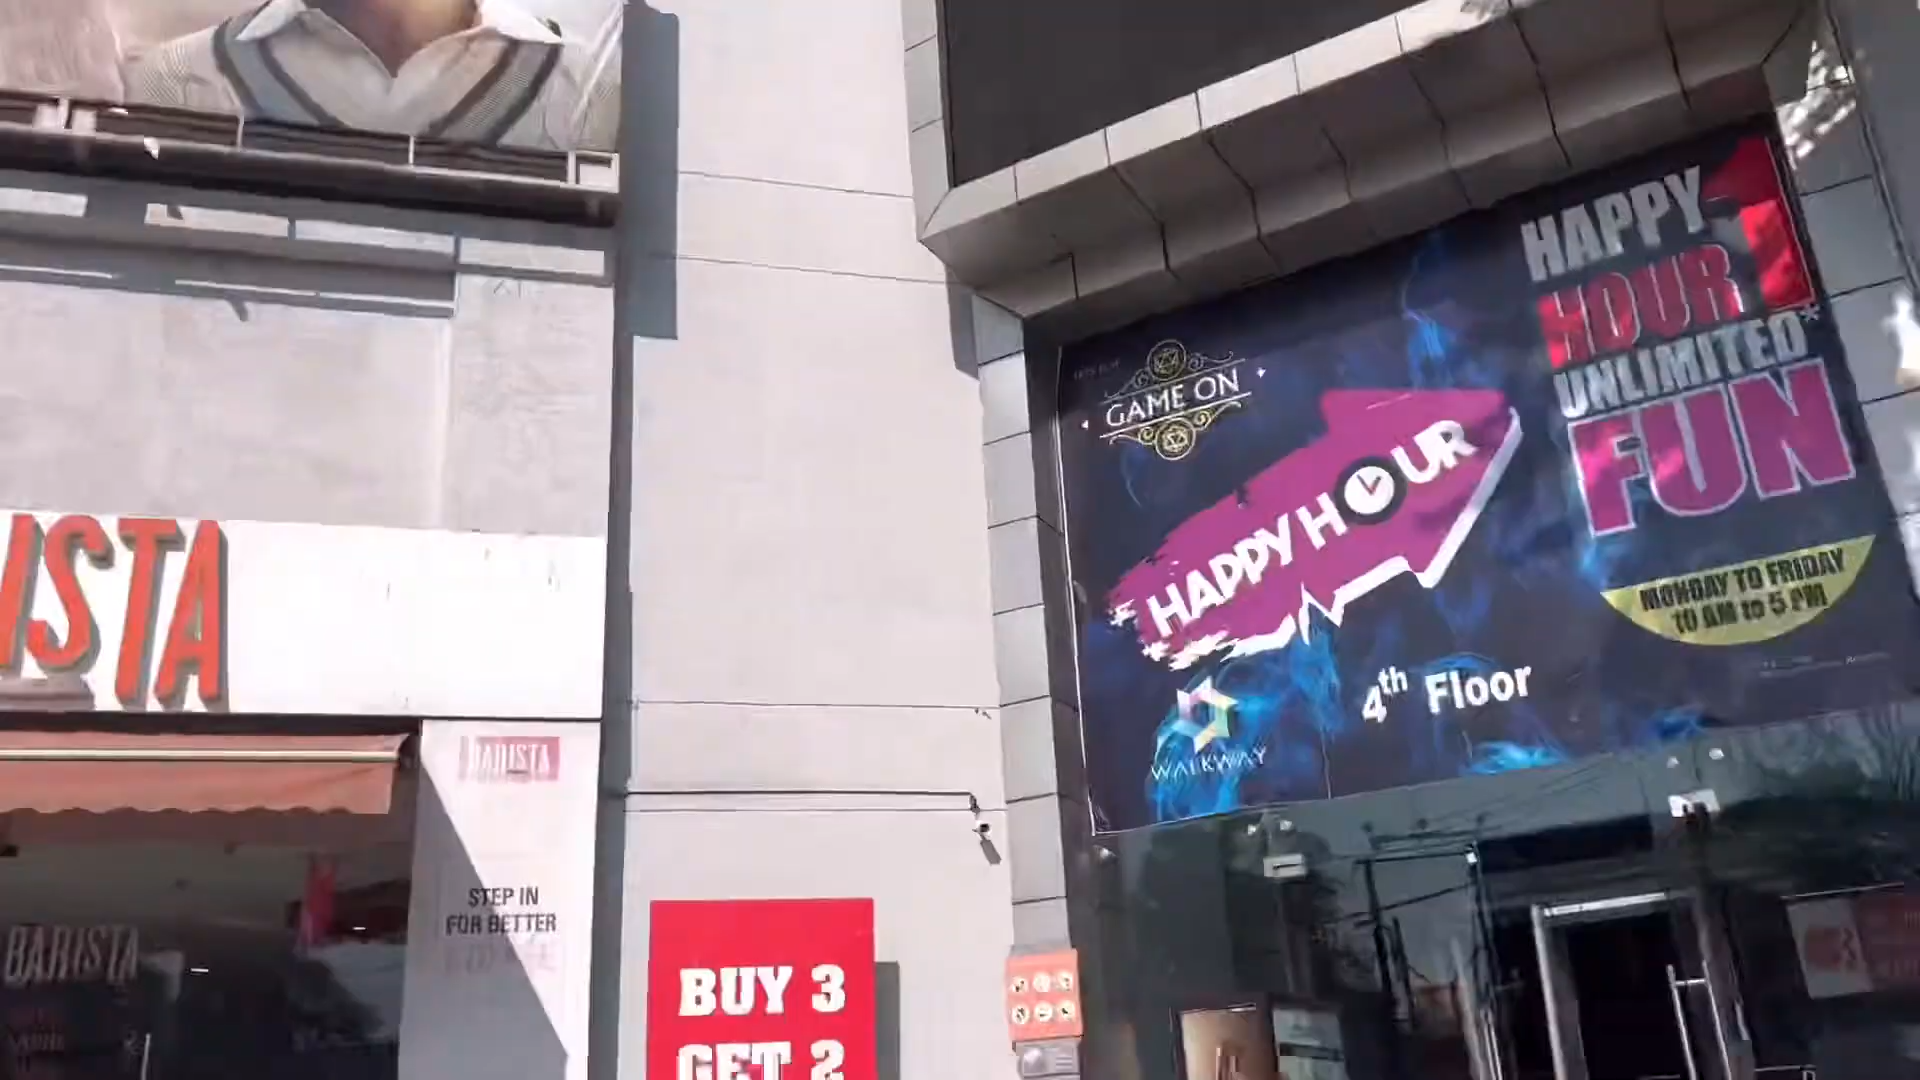 ISTA
BARISTA
STEP IN
FOR BETTER
BARISTA
BUY 3
GET 2
GAME ON
HAPPY HOUR
4th Floor
WALKWAY
HAPPY
HOUR 1
UNLIMITED*
FUN
MONDAY TO FRIDAY
10 AM to 5 PM